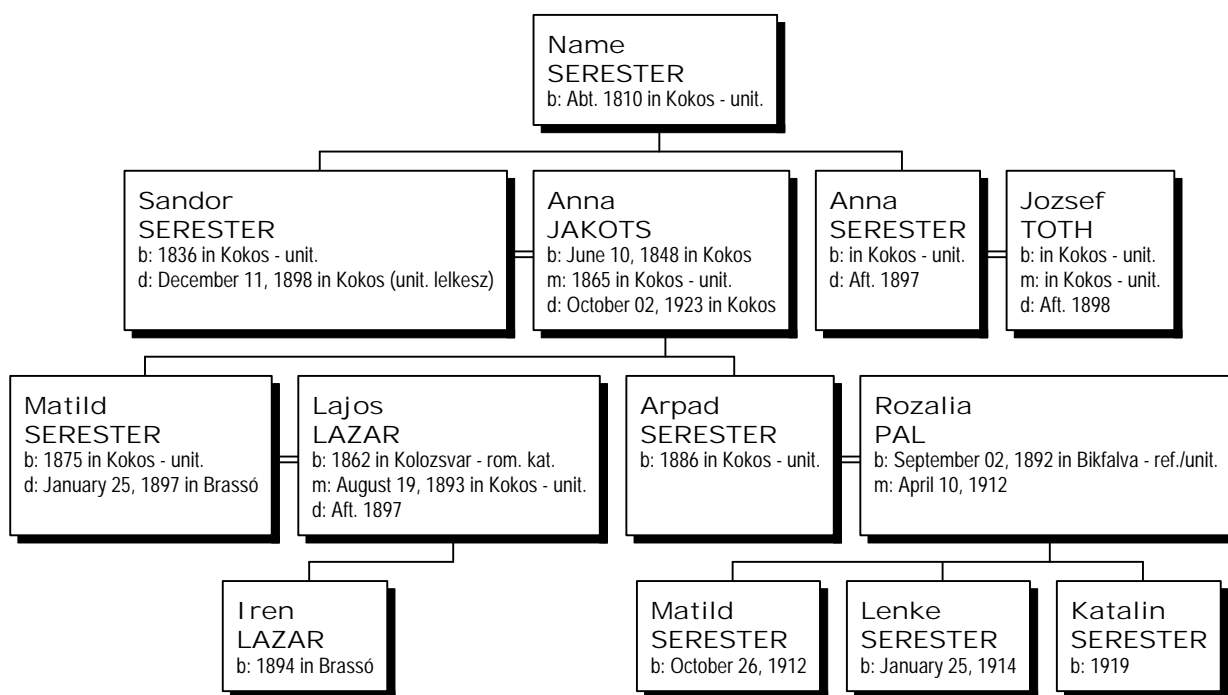 Name
SERESTER
b: Abt. 1810 in Kokos - unit.
Sandor
SERESTER
b: 1836 in Kokos - unit.
d: December 11, 1898 in Kokos (unit. lelkesz)
Anna
JAKOTS
b: June 10, 1848 in Kokos
m: 1865 in Kokos - unit.
d: October 02, 1923 in Kokos
Anna
SERESTER
b: in Kokos - unit.
d: Aft. 1897
Jozsef
TOTH
b: in Kokos - unit.
m: in Kokos - unit.
d: Aft. 1898
Matild
SERESTER
b: 1875 in Kokos - unit.
d: January 25, 1897 in Brassó
Lajos
LAZAR
b: 1862 in Kolozsvar - rom. kat.
m: August 19, 1893 in Kokos - unit.
d: Aft. 1897
Arpad
SERESTER
b: 1886 in Kokos - unit.
Rozalia
PAL
b: September 02, 1892 in Bikfalva - ref./unit.
m: April 10, 1912
Iren
LAZAR
b: 1894 in Brassó
Matild
SERESTER
b: October 26, 1912
Lenke
SERESTER
b: January 25, 1914
Katalin
SERESTER
b: 1919